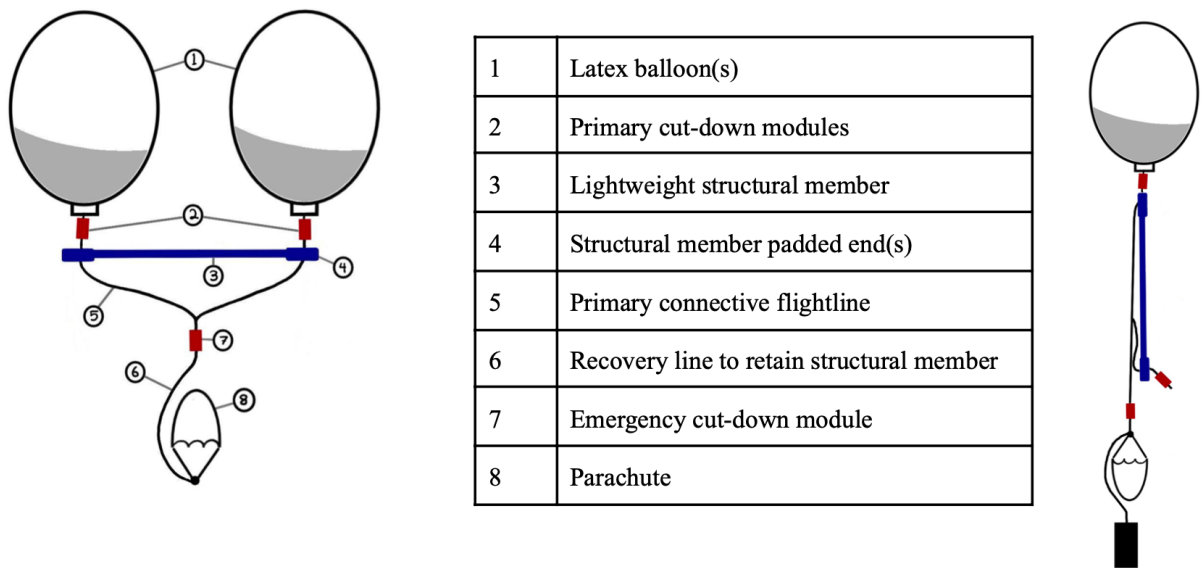 1
2
3
4
5
7
6
8
1 Latex balloon(s)
2 Primary cut-down modules
3 Lightweight structural member
4 Structural member padded end(s)
5 Primary connective flightline
6 Recovery line to retain structural member
7 Emergency cut-down module
8 Parachute